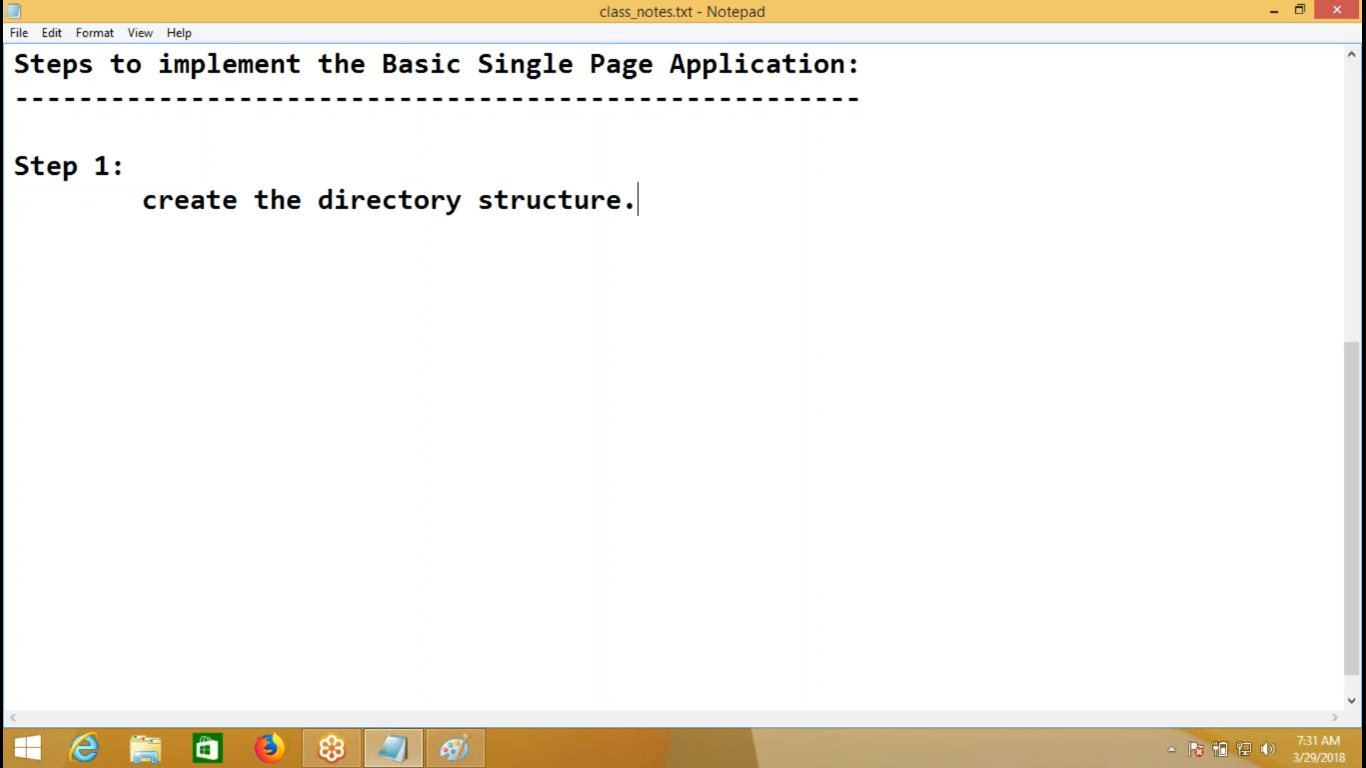 class_notes.txt - Notepad
File Edit Format View Help
Steps to implement the Basic Single Page Application:
-----------------------------------------------------
Step 1:
create the directory structure.
7:31 AM
3/29/2018